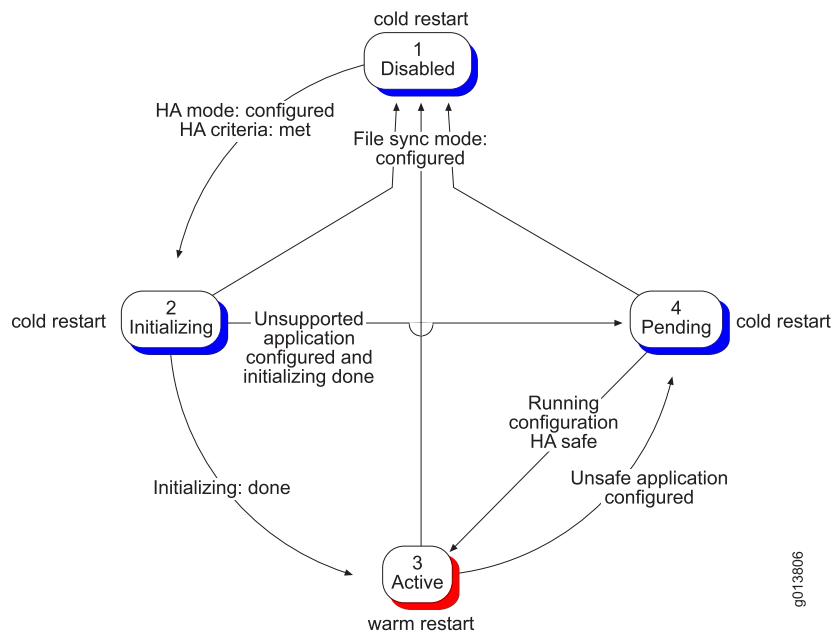 cold restart
1
Disabled
HA mode: configured
HA criteria: met
File sync mode:
configured
cold restart
2
Initializing
Unsupported
application
configured and
initializing done
4
Pending
cold restart
Running
configuration
HA safe
Unsafe application
configured
Initializing: done
3
Active
warm restart
g013806